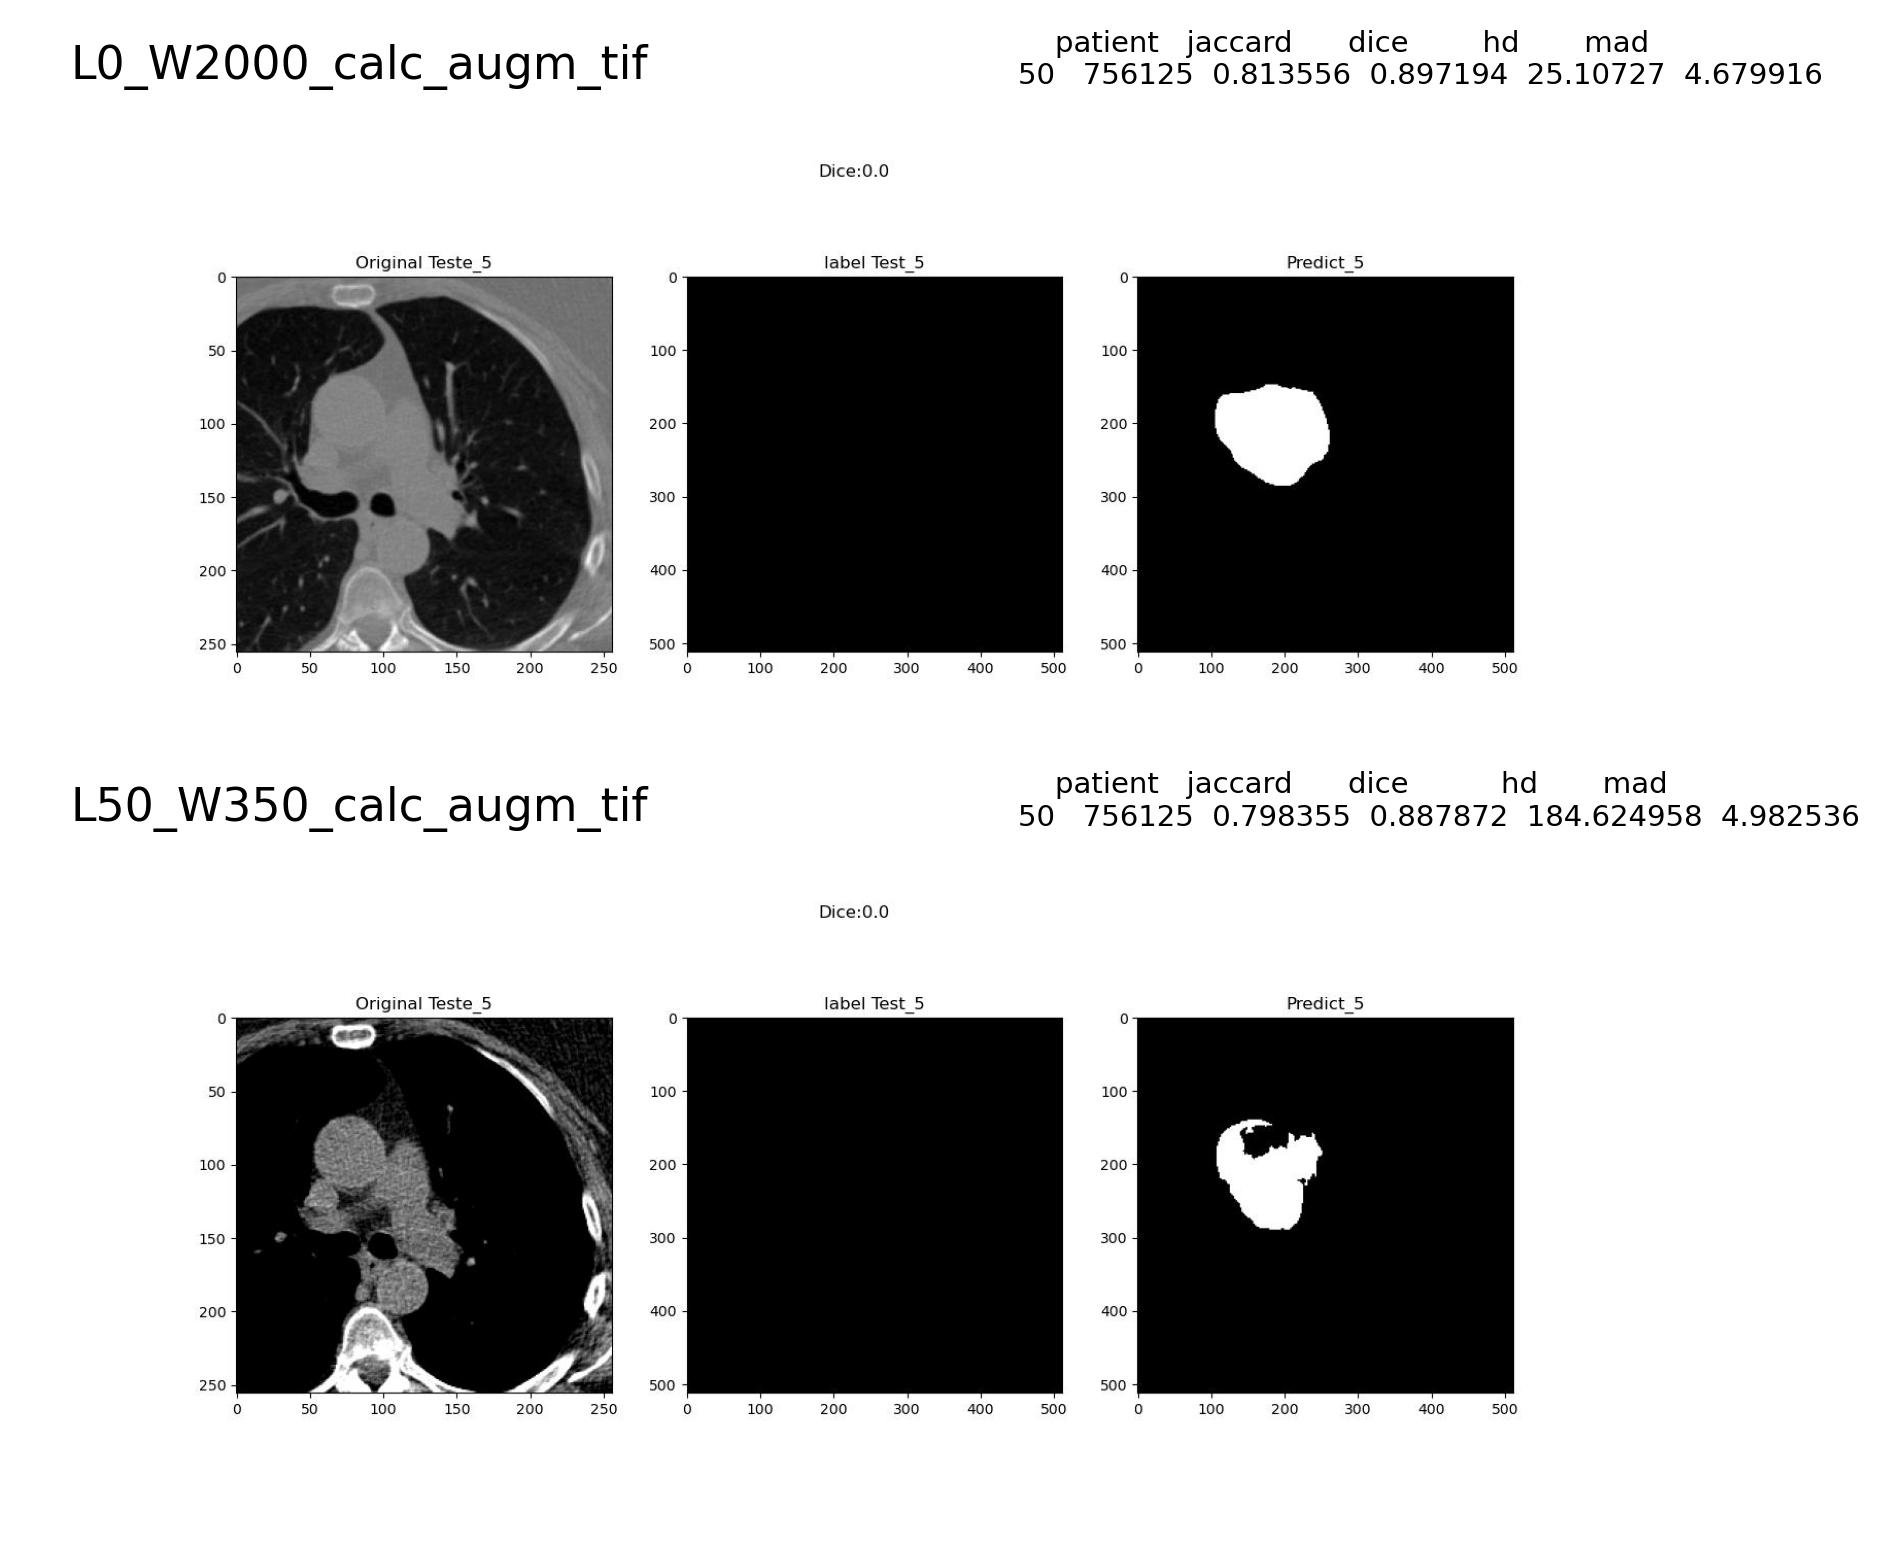 L0_W2000_calc_augm_tif
patient jaccard dice hd mad
50 756125 0.813556 0.897194 25.10727 4.679916
Dice:0.0
Original Teste_5
label Test_5
Predict_5
0
50
100
150
200
250
0 50 100 150 200 250
0
100
200
300
400
500
0 100 200 300 400 500
0
100
200
300
400
500
0 100 200 300 400 500
L50_W350_calc_augm_tif
patient jaccard dice hd mad
50 756125 0.798355 0.887872 184.624958 4.982536
Dice:0.0
Original Teste_5
label Test_5
Predict_5
0
50
100
150
200
250
0 50 100 150 200 250
0
100
200
300
400
500
0 100 200 300 400 500
0
100
200
300
400
500
0 100 200 300 400 500